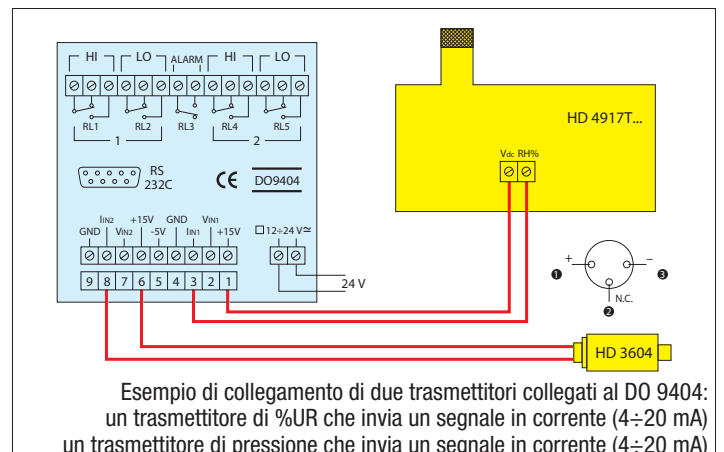 HI LO ALARM HI LO
RL1 RL2 RL3 RL4 RL5
1 2
RS
232C
CE
DO9404
IIN2 +15V GND VIN1
GND VIN2 -5V IIN1 +15V
12÷24 V≃
9 8 7 6 5 4 3 2 1
24 V
HD 4917T...
Vdc RH%
+ −
❶ ❸
N.C.
❷
HD 3604
Esempio di collegamento di due trasmettitori collegati al DO 9404:
un trasmettitore di %UR che invia un segnale in corrente (4÷20 mA)
un trasmettitore di pressione che invia un segnale in corrente (4÷20 mA)